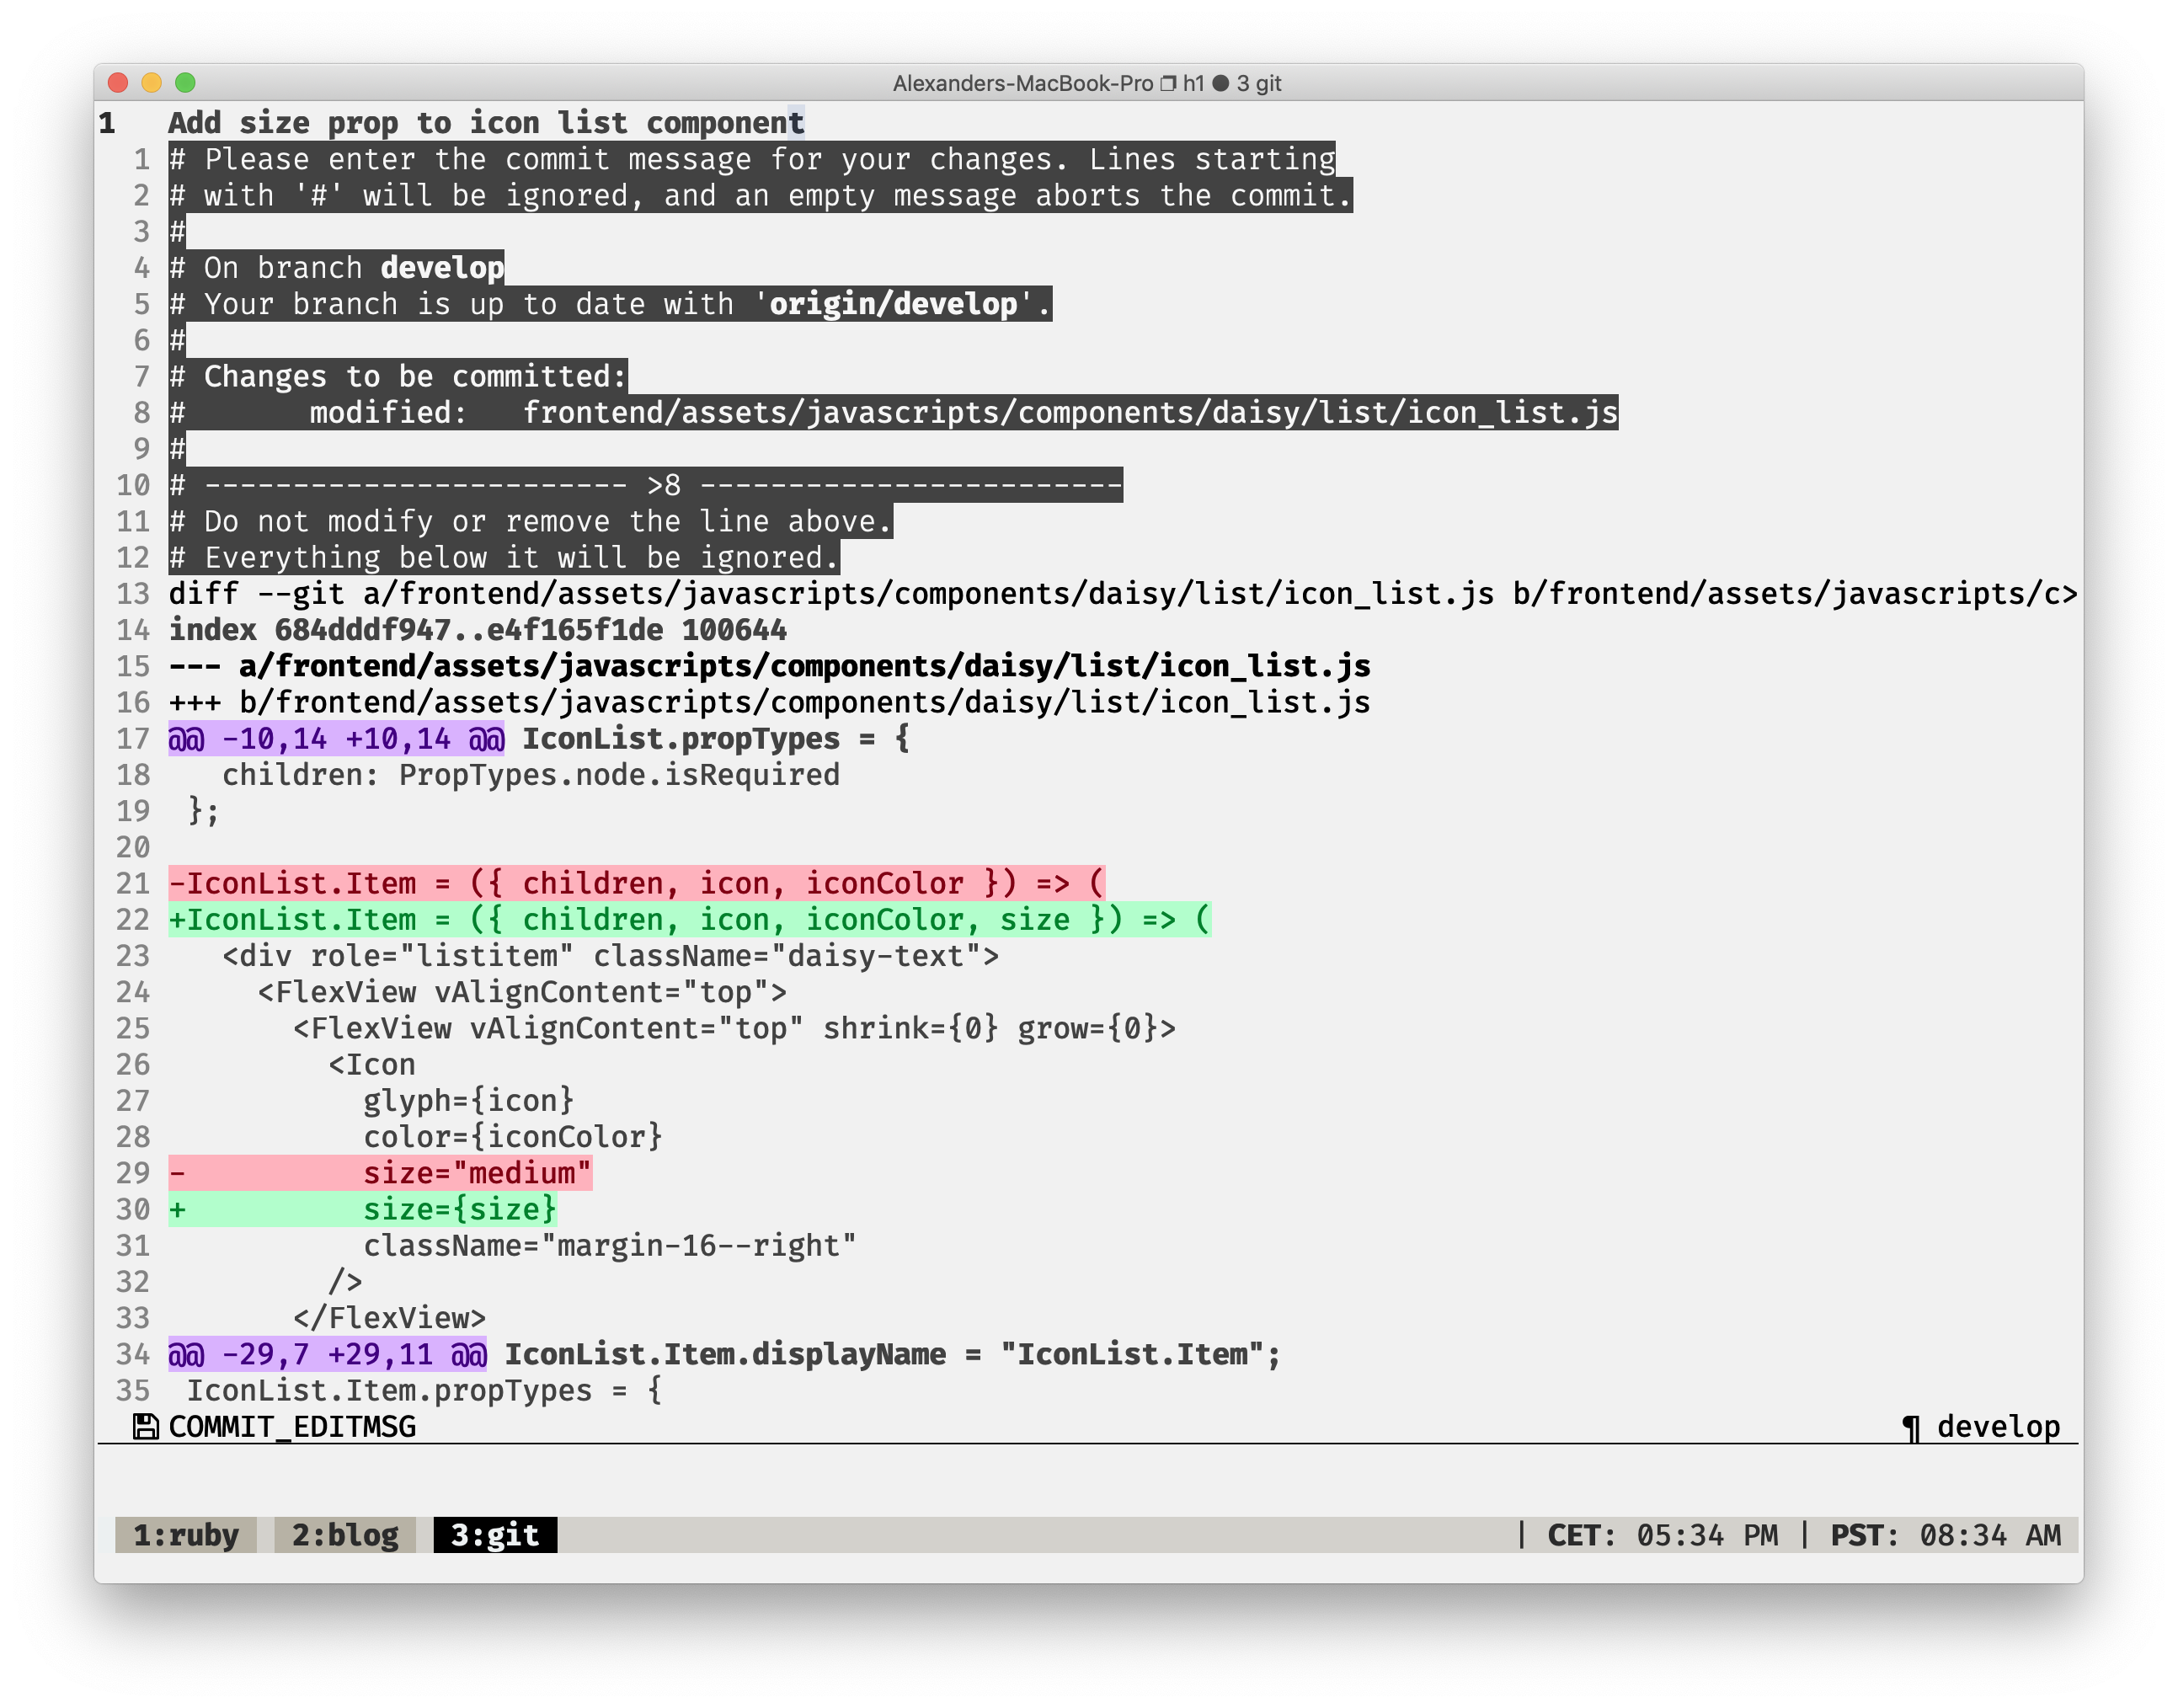 Alexanders-MacBook-Pro ❐ h1 ● 3 git
1   Add size prop to icon list component
  1 # Please enter the commit message for your changes. Lines starting
  2 # with '#' will be ignored, and an empty message aborts the commit.
  3 #
  4 # On branch develop
  5 # Your branch is up to date with 'origin/develop'.
  6 #
  7 # Changes to be committed:
  8 #       modified:   frontend/assets/javascripts/components/daisy/list/icon_list.js
  9 #
 10 # ------------------------ >8 ------------------------
 11 # Do not modify or remove the line above.
 12 # Everything below it will be ignored.
 13 diff --git a/frontend/assets/javascripts/components/daisy/list/icon_list.js b/frontend/assets/javascripts/c>
 14 index 684dddf947..e4f165f1de 100644
 15 --- a/frontend/assets/javascripts/components/daisy/list/icon_list.js
 16 +++ b/frontend/assets/javascripts/components/daisy/list/icon_list.js
 17 @@ -10,14 +10,14 @@ IconList.propTypes = {
 18    children: PropTypes.node.isRequired
 19  };
 20
 21 -IconList.Item = ({ children, icon, iconColor }) => (
 22 +IconList.Item = ({ children, icon, iconColor, size }) => (
 23    <div role="listitem" className="daisy-text">
 24      <FlexView vAlignContent="top">
 25        <FlexView vAlignContent="top" shrink={0} grow={0}>
 26          <Icon
 27            glyph={icon}
 28            color={iconColor}
 29 -          size="medium"
 30 +          size={size}
 31            className="margin-16--right"
 32          />
 33        </FlexView>
 34 @@ -29,7 +29,11 @@ IconList.Item.displayName = "IconList.Item";
 35  IconList.Item.propTypes = {
COMMIT_EDITMSG ¶ develop
1:ruby 2:blog 3:git | CET: 05:34 PM | PST: 08:34 AM